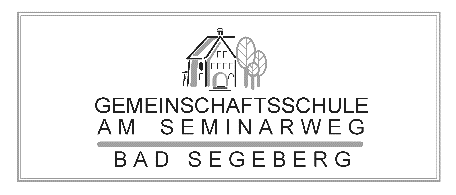 GEMEINSCHAFTSSCHULE
AM SEMINARWEG
BAD SEGEBERG